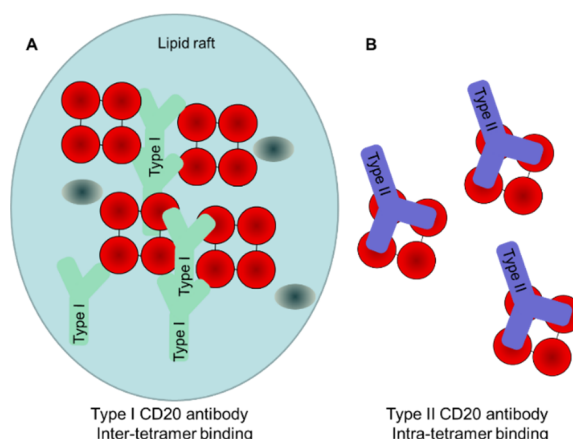 A
Lipid raft
B
Type I
Type I
Type I
Type I
Type II
Type II
Type II
Type I CD20 antibody
Inter-tetramer binding
Type II CD20 antibody
Intra-tetramer binding